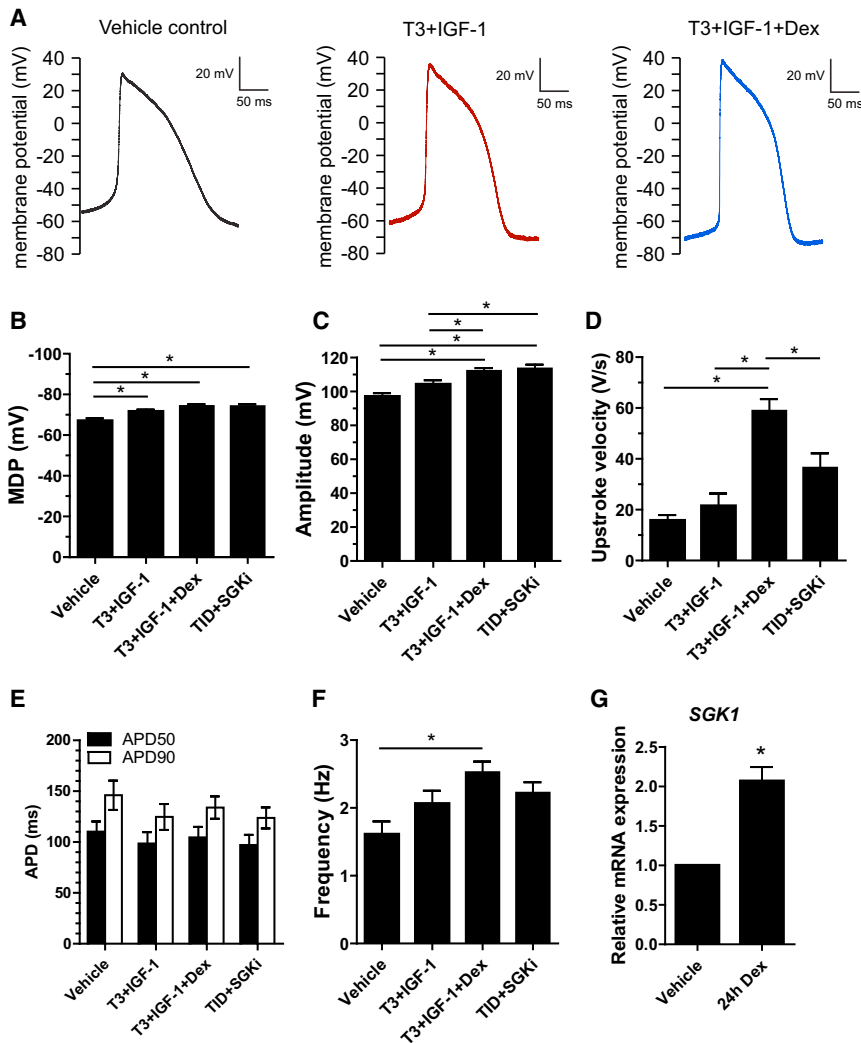 A
Vehicle control
T3+IGF-1
T3+IGF-1+Dex
membrane potential (mV)
40
20
0
-20
-40
-60
-80
20 mV
50 ms
membrane potential (mV)
40
20
0
-20
-40
-60
-80
20 mV
50 ms
membrane potential (mV)
40
20
0
-20
-40
-60
-80
20 mV
50 ms
B
MDP (mV)
-100
-80
-60
-40
-20
0
*
*
*
Vehicle
T3+IGF-1
T3+IGF-1+Dex
TID+SGKi
C
Amplitude (mV)
120
100
80
60
40
20
0
*
*
*
*
Vehicle
T3+IGF-1
T3+IGF-1+Dex
TID+SGKi
D
Upstroke velocity (V/s)
80
60
40
20
0
*
*
*
Vehicle
T3+IGF-1
T3+IGF-1+Dex
TID+SGKi
E
APD (ms)
200
150
100
50
0
APD50
APD90
Vehicle
T3+IGF-1
T3+IGF-1+Dex
TID+SGKi
F
Frequency (Hz)
3
2
1
0
*
Vehicle
T3+IGF-1
T3+IGF-1+Dex
TID+SGKi
G
SGK1
Relative mRNA expression
2.5
2.0
1.5
1.0
0.5
0.0
*
Vehicle
24h Dex